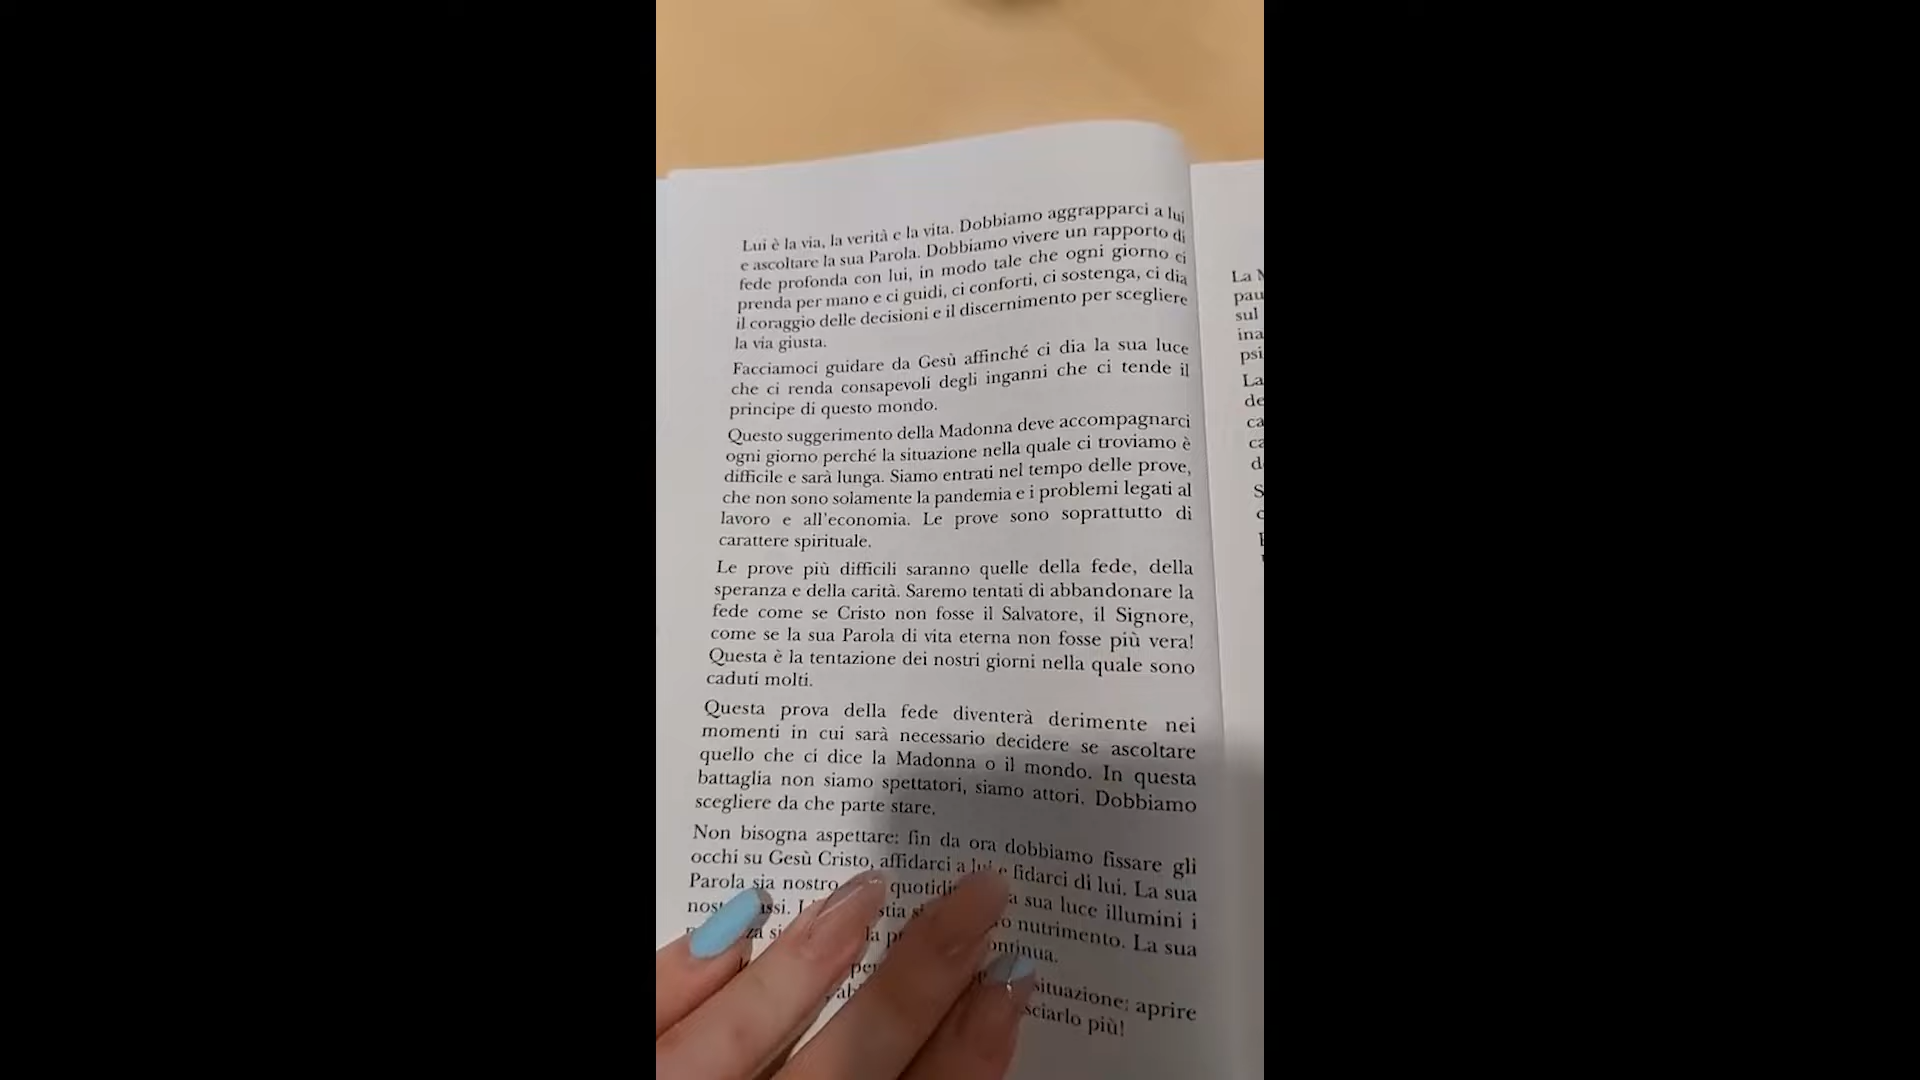 Lui è la via, la verità e la vita. Dobbiamo aggrapparci a lui
e ascoltare la sua Parola. Dobbiamo vivere un rapporto di
fede profonda con lui, in modo tale che ogni giorno ci
prenda per mano e ci guidi, ci conforti, ci sostenga, ci dia
il coraggio delle decisioni e il discernimento per scegliere
la via giusta.
Facciamoci guidare da Gesù affinché ci dia la sua luce
che ci renda consapevoli degli inganni che ci tende il
principe di questo mondo.
Questo suggerimento della Madonna deve accompagnarci
ogni giorno perché la situazione nella quale ci troviamo è
difficile e sarà lunga. Siamo entrati nel tempo delle prove,
che non sono solamente la pandemia e i problemi legati al
lavoro e all'economia. Le prove sono soprattutto di
carattere spirituale.
Le prove più difficili saranno quelle della fede, della
speranza e della carità. Saremo tentati di abbandonare la
fede come se Cristo non fosse il Salvatore, il Signore,
come se la sua Parola di vita eterna non fosse più vera!
Questa è la tentazione dei nostri giorni nella quale sono
caduti molti.
Questa prova della fede diventerà derimente nei
momenti in cui sarà necessario decidere se ascoltare
quello che ci dice la Madonna o il mondo. In questa
battaglia non siamo spettatori, siamo attori. Dobbiamo
scegliere da che parte stare.
Non bisogna aspettare: fin da ora dobbiamo fissare gli
occhi su Gesù Cristo, affidarci a lui e fidarci di lui. La sua
Parola sia nostro sua luce illumini i
nutrimento. La sua
situazione: aprire
più!
La
pau
sul
ina
psi
La
de
ca
ca